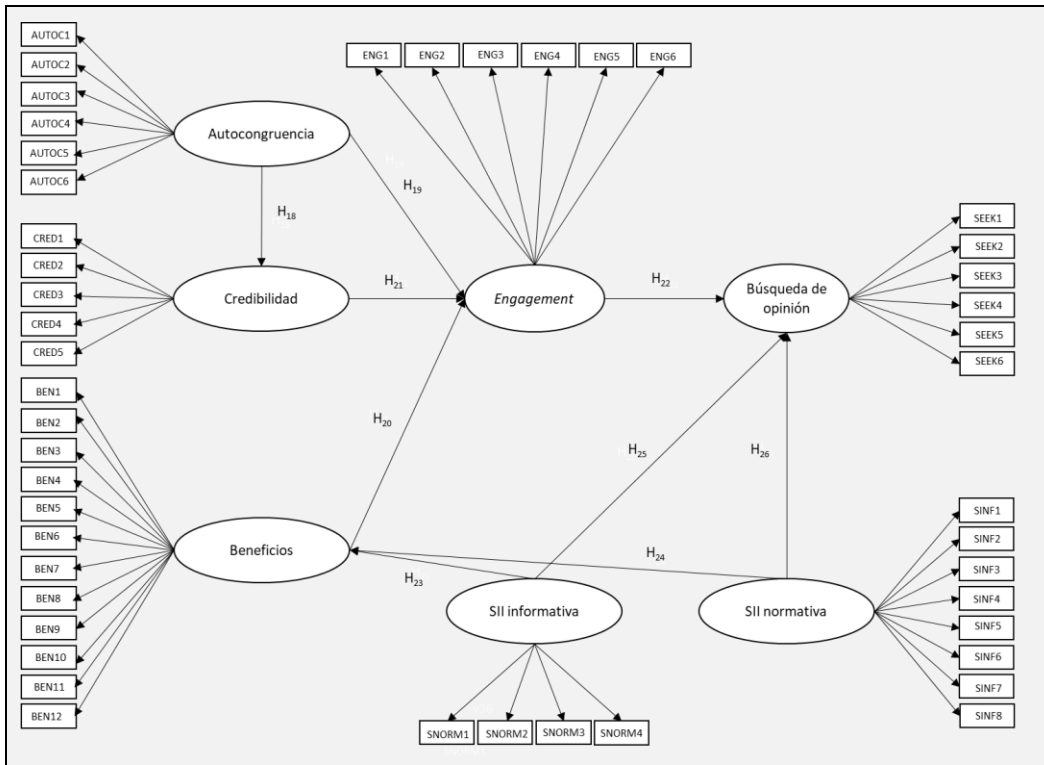 AUTOC1
AUTOC2
AUTOC3
AUTOC4
AUTOC5
AUTOC6
ENG1
ENG2
ENG3
ENG4
ENG5
ENG6
Autocongruencia
H19
H18
CRED1
CRED2
CRED3
CRED4
CRED5
Credibilidad
H21
Engagement
H22
Búsqueda de
opinión
SEEK1
SEEK2
SEEK3
SEEK4
SEEK5
SEEK6
BEN1
BEN2
BEN3
BEN4
BEN5
BEN6
BEN7
BEN8
BEN9
BEN10
BEN11
BEN12
H20
H25
H26
Beneficios
H23
H24
SII informativa
SII normativa
SINF1
SINF2
SINF3
SINF4
SINF5
SINF6
SINF7
SINF8
SNORM1
SNORM2
SNORM3
SNORM4